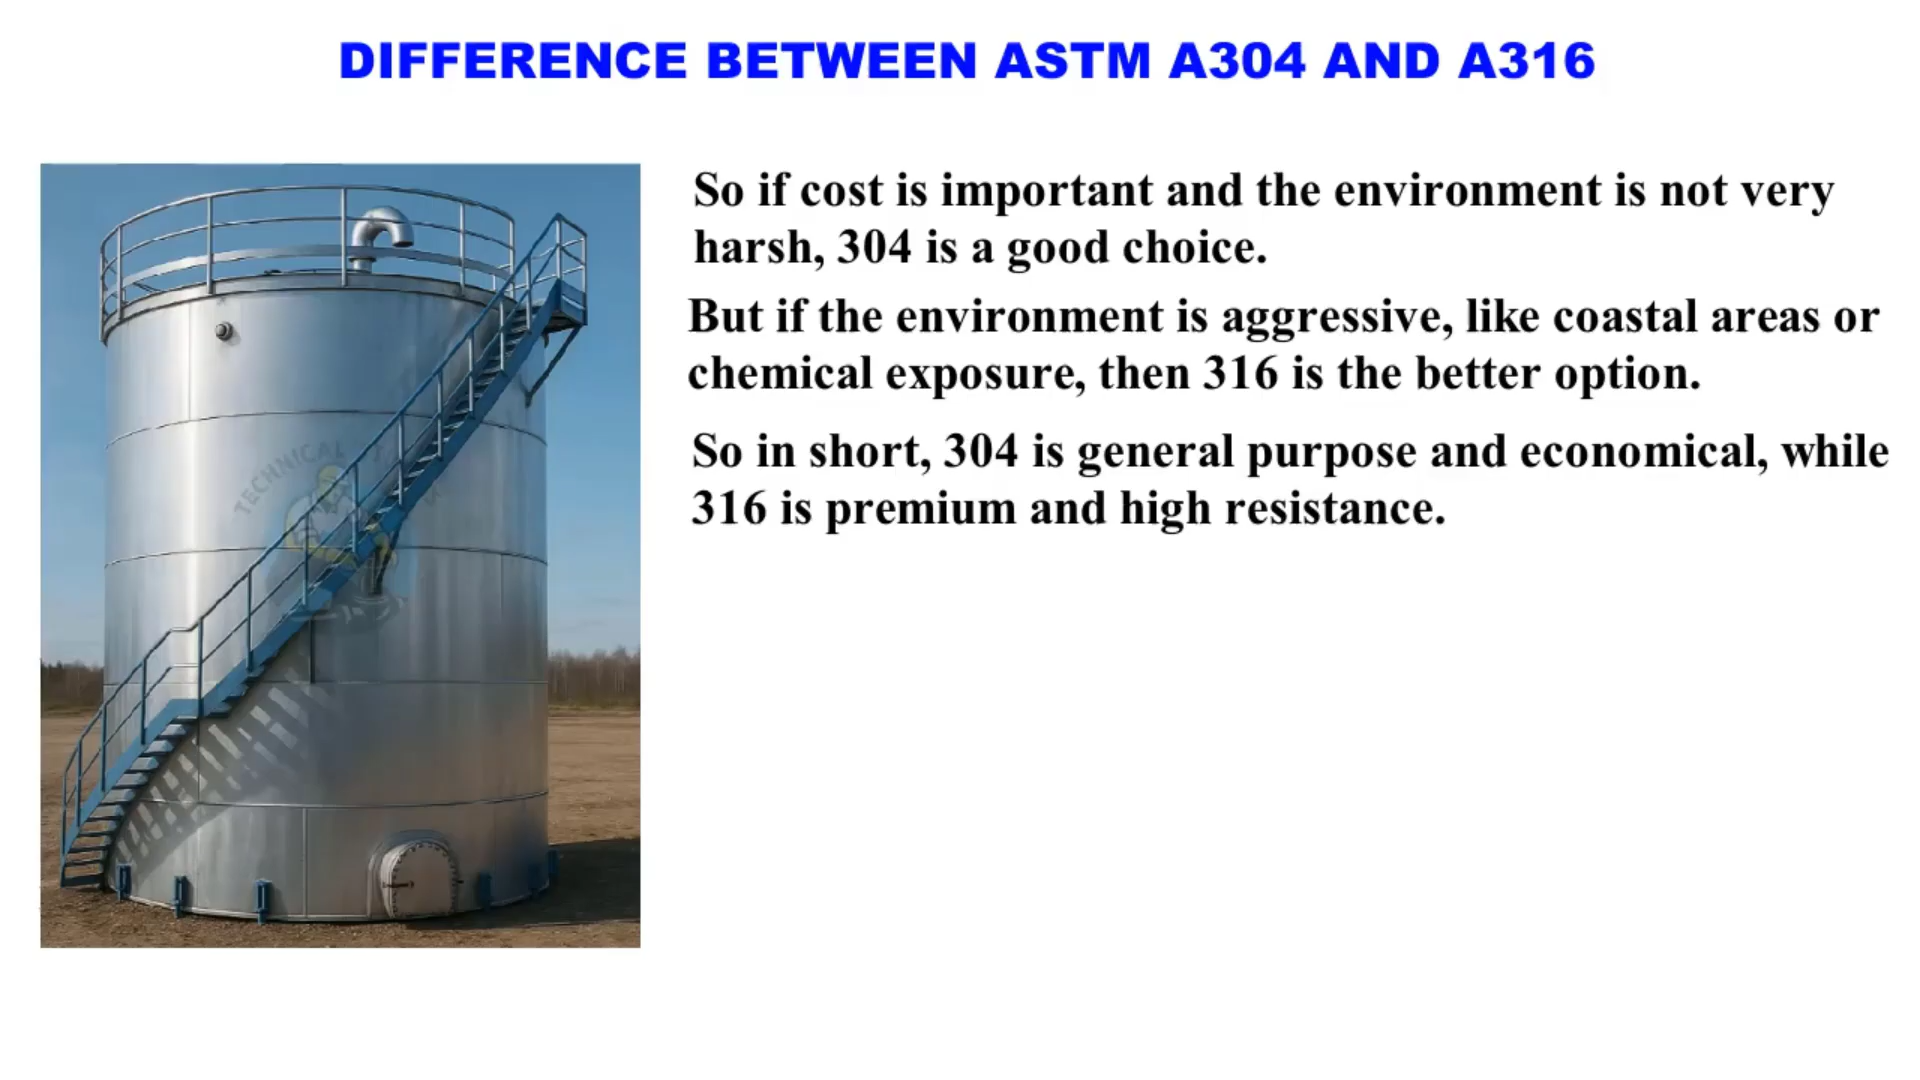 DIFFERENCE BETWEEN ASTM A304 AND A316
So if cost is important and the environment is not very
harsh, 304 is a good choice.
But if the environment is aggressive, like coastal areas or
chemical exposure, then 316 is the better option.
So in short, 304 is general purpose and economical, while
316 is premium and high resistance.
TECHNICAL